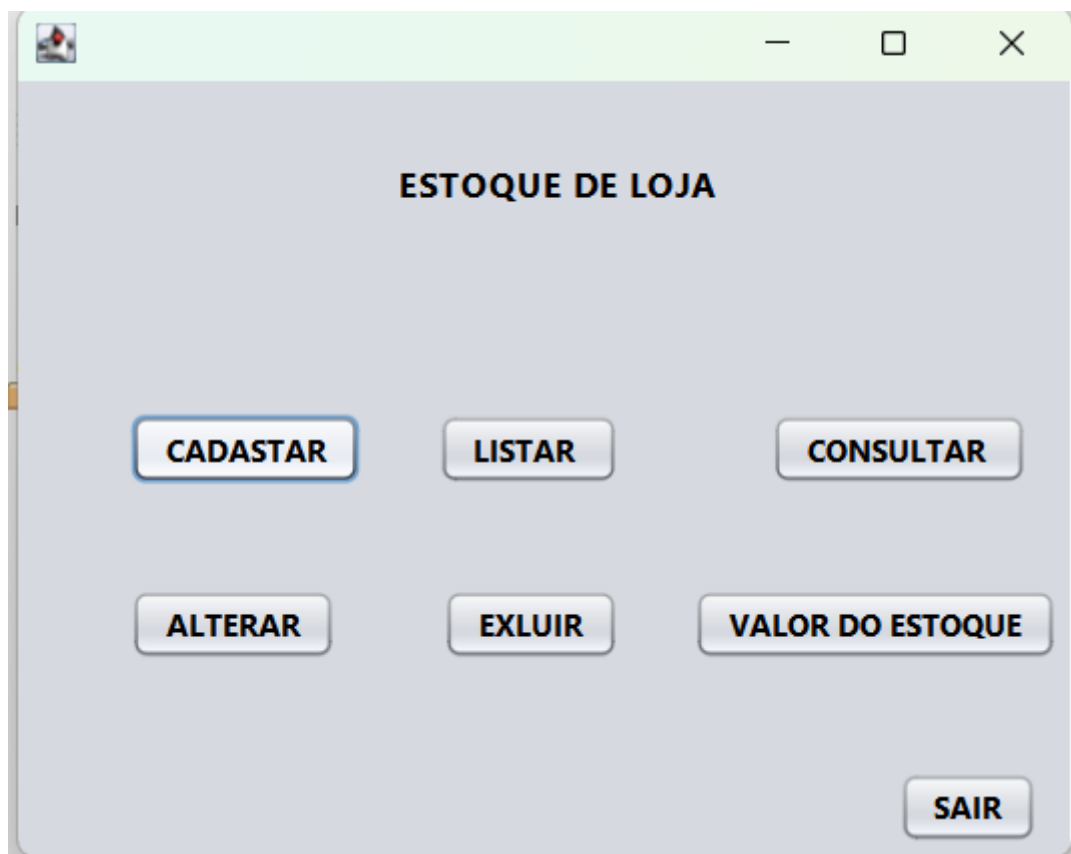 ESTOQUE DE LOJA
CADASTAR LISTAR CONSULTAR
ALTERAR EXLUIR VALOR DO ESTOQUE
SAIR